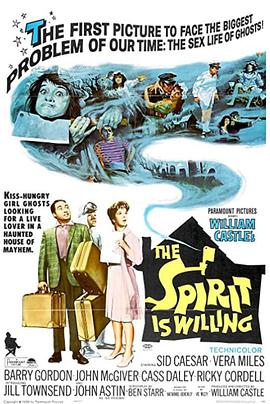 THE FIRST PICTURE TO FACE THE BIGGEST
PROBLEM OF OUR TIME: THE SEX LIFE OF GHOSTS!
KISS-HUNGRY
GIRL GHOSTS
LOOKING FOR
A LIVE
LOVER IN A
HAUNTED
HOUSE OF
MAYHEM.
PARAMOUNT PICTURES
WILLIAM
CASTLE'S
THE
SPIRIT
IS WILLING
TECHNICOLOR
STARRING SID CAESAR · VERA MILES
BARRY GORDON · JOHN McGIVER · CASS DALEY · RICKY CORDELL
JILL TOWNSEND · AND JOHN ASTIN
BEN STARR
WILLIAM CASTLE